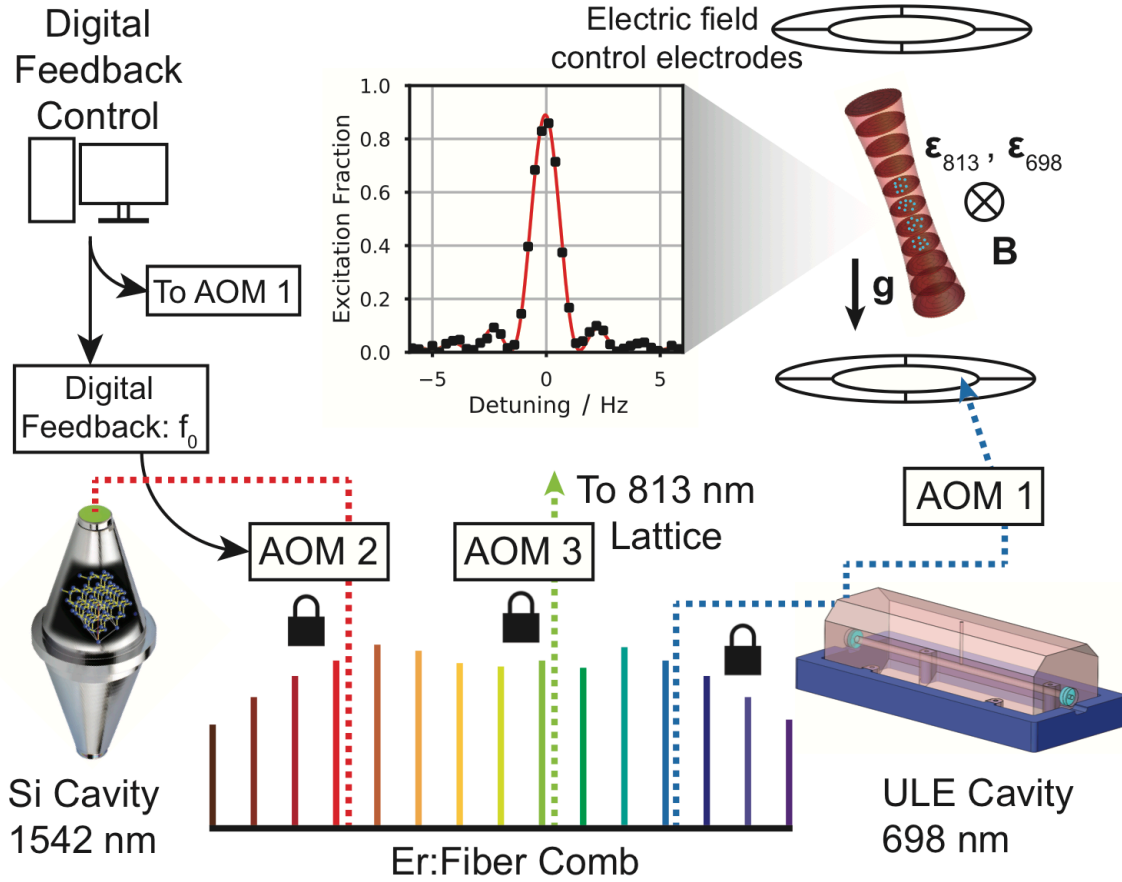 Digital
Feedback
Control
To AOM 1
Digital
Feedback: f₀
Electric field
control electrodes
Excitation Fraction
1.0
0.8
0.6
0.4
0.2
0.0
−5
0
5
Detuning / Hz
ε₈₁₃ , ε₆₉₈
B
g
AOM 1
AOM 2
AOM 3
To 813 nm
Lattice
Si Cavity
1542 nm
Er:Fiber Comb
ULE Cavity
698 nm